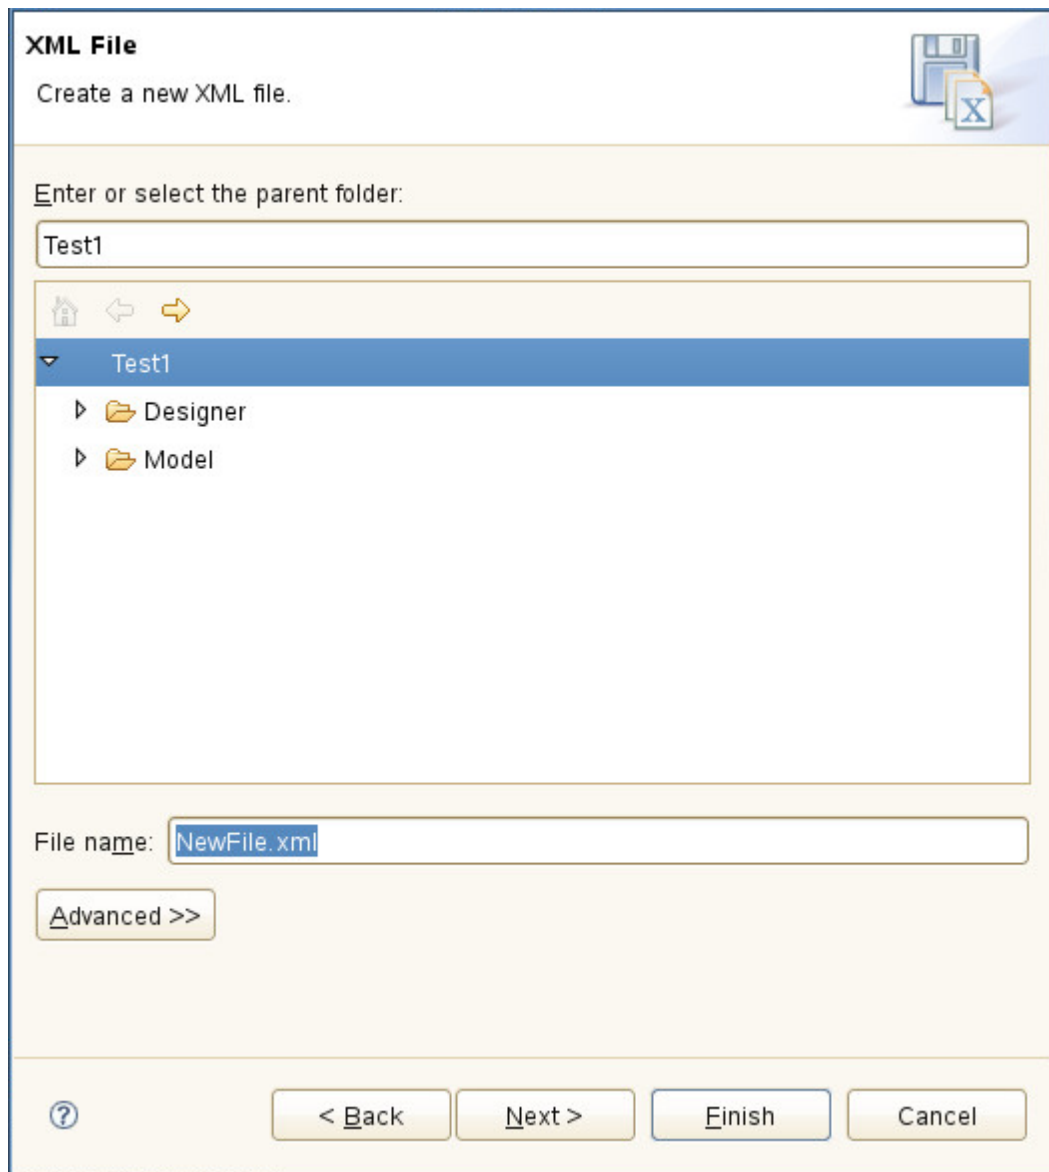 XML File
Create a new XML file.
X
Enter or select the parent folder:
Test1
Test1
Designer
Model
File name: NewFile.xml
Advanced >>
? < Back Next > Finish Cancel